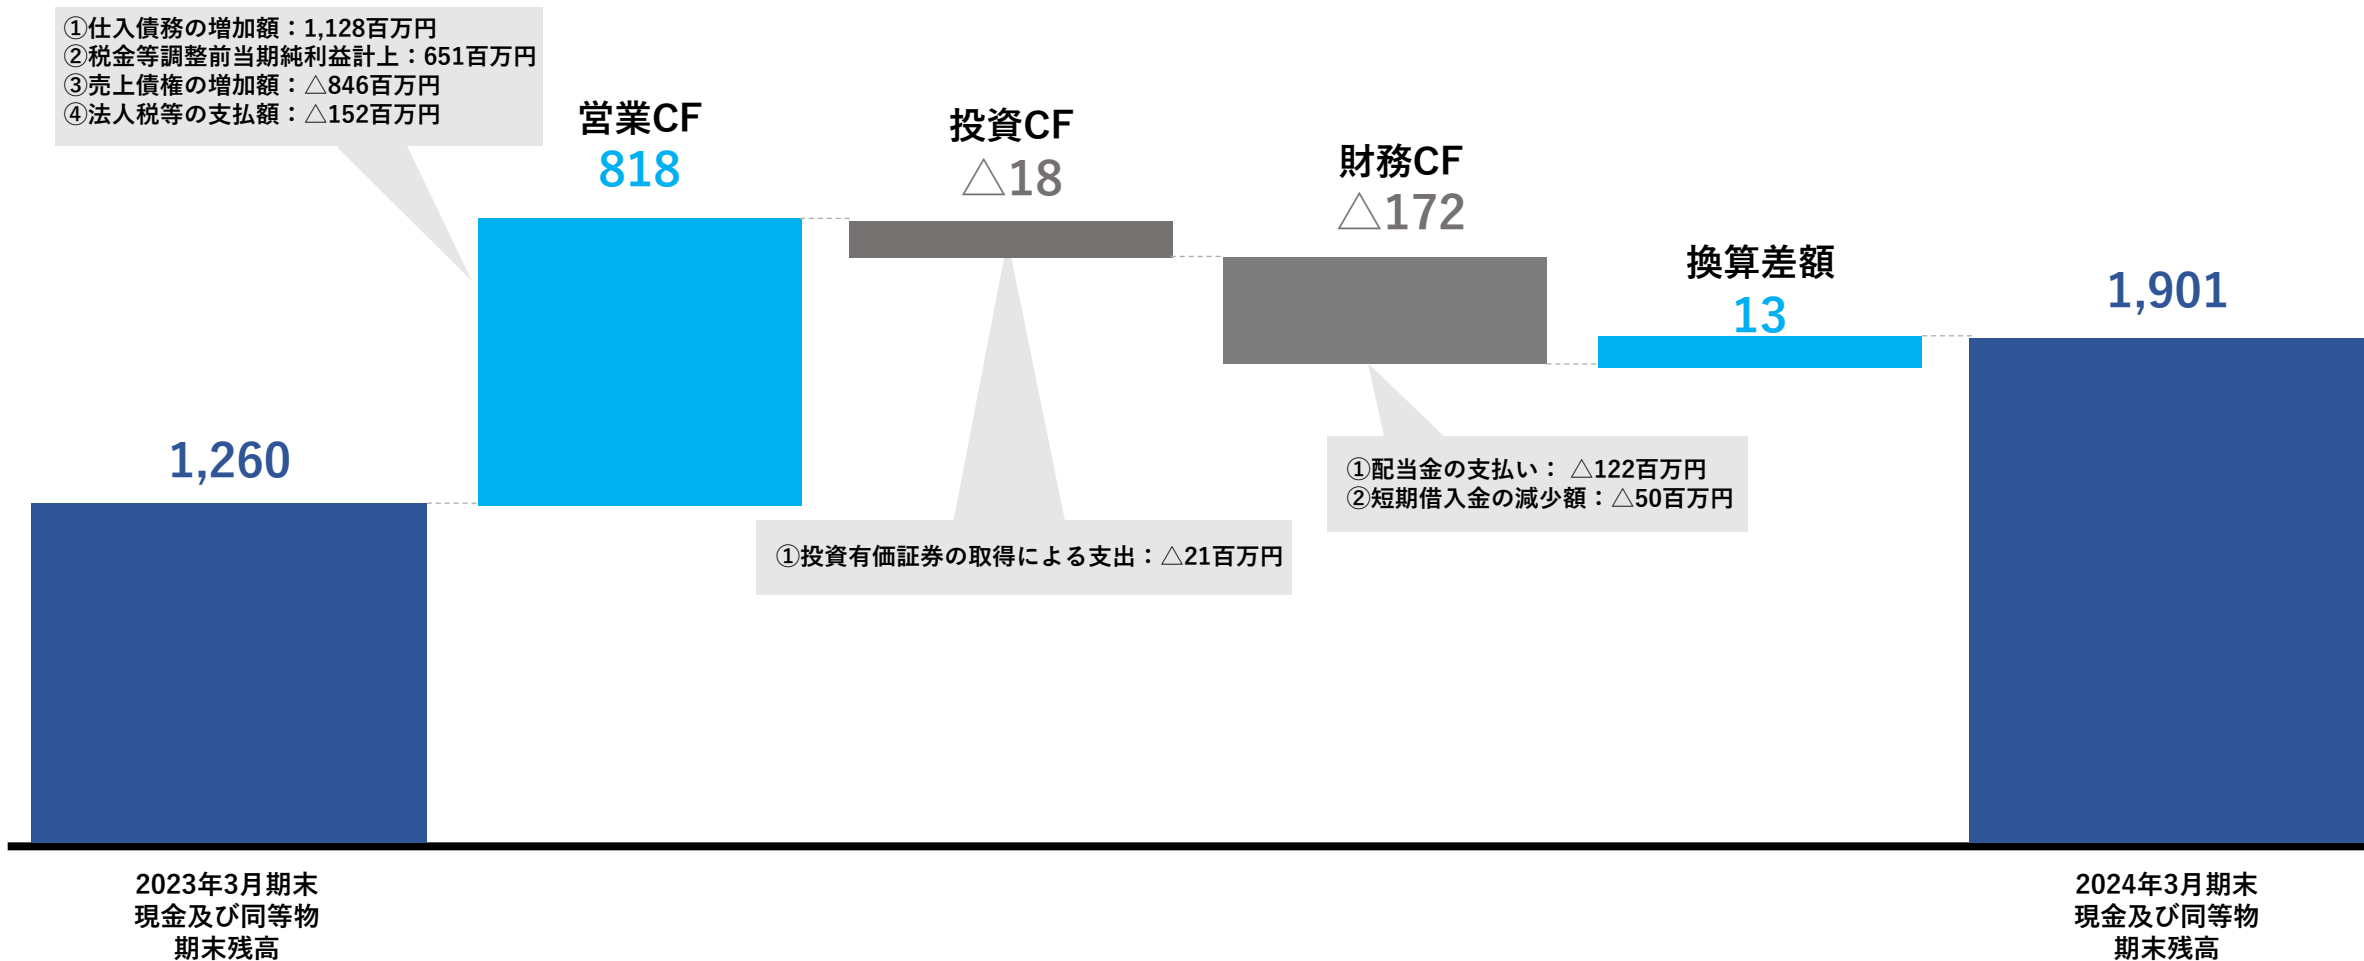 ①仕入債務の増加額：1,128百万円
②税金等調整前当期純利益計上：651百万円
③売上債権の増加額：△846百万円
④法人税等の支払額：△152百万円
営業CF
818
投資CF
△18
財務CF
△172
換算差額
13
1,901
1,260
①配当金の支払い： △122百万円
②短期借入金の減少額：△50百万円
①投資有価証券の取得による支出：△21百万円
2023年3月期末
現金及び同等物
期末残高
2024年3月期末
現金及び同等物
期末残高